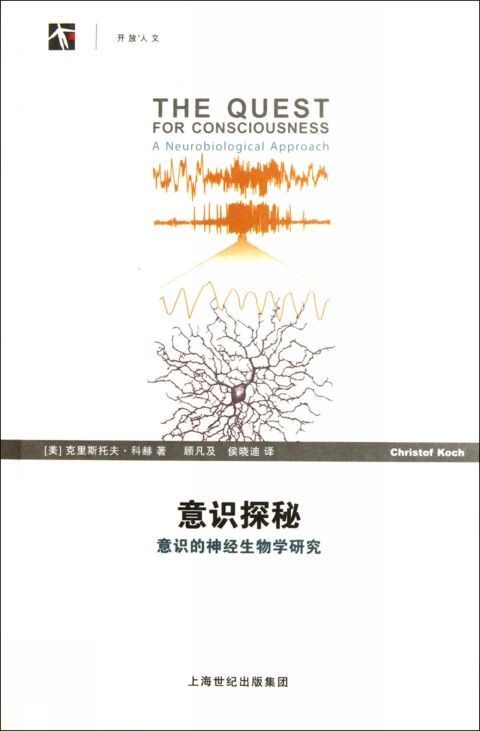 开放人文
THE QUEST
FOR CONSCIOUSNESS
A Neurobiological Approach
[美]克里斯托夫·科赫 著 顾凡及 侯晓迪 译
Christof Koch
意识探秘
意识的神经生物学研究
上海世纪出版集团